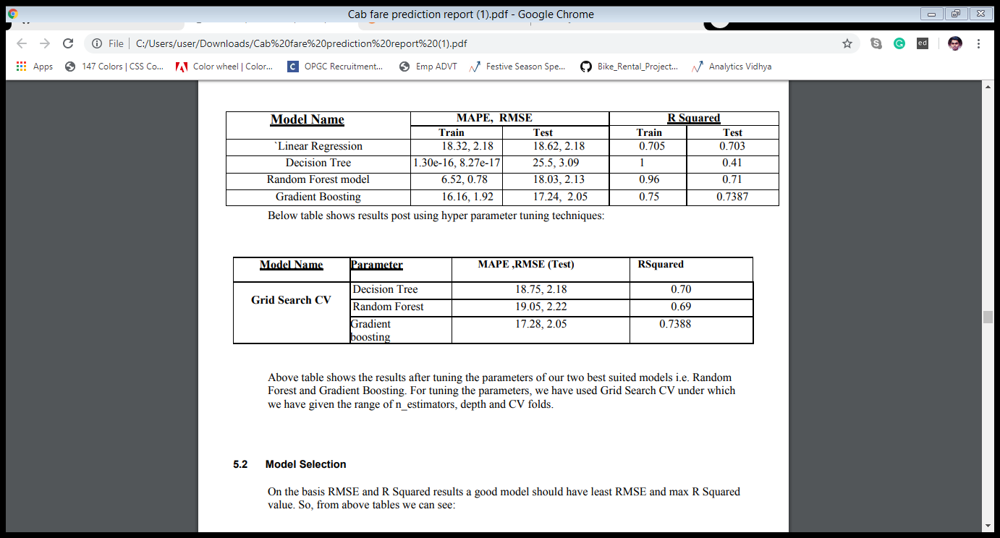 Cab fare prediction report (1).pdf - Google Chrome
File C:/Users/user/Downloads/Cab%20fare%20prediction%20report%20(1).pdf ed
Apps 147 Colors | CSS Co... Color wheel | Color... C OPGC Recruitment... Emp ADVT Festive Season Spe... Bike_Rental_Project... Analytics Vidhya
Model Name MAPE, RMSE R Squared
Train Test Train Test
`Linear Regression 18.32, 2.18 18.62, 2.18 0.705 0.703
Decision Tree 1.30e-16, 8.27e-17 25.5, 3.09 1 0.41
Random Forest model 6.52, 0.78 18.03, 2.13 0.96 0.71
Gradient Boosting 16.16, 1.92 17.24, 2.05 0.75 0.7387
Below table shows results post using hyper parameter tuning techniques:
Model Name Parameter MAPE ,RMSE (Test) RSquared
Grid Search CV
Decision Tree 18.75, 2.18 0.70
Random Forest 19.05, 2.22 0.69
Gradient 17.28, 2.05 0.7388
boosting
Above table shows the results after tuning the parameters of our two best suited models i.e. Random
Forest and Gradient Boosting. For tuning the parameters, we have used Grid Search CV under which
we have given the range of n_estimators, depth and CV folds.
5.2 Model Selection
On the basis RMSE and R Squared results a good model should have least RMSE and max R Squared
value. So, from above tables we can see: